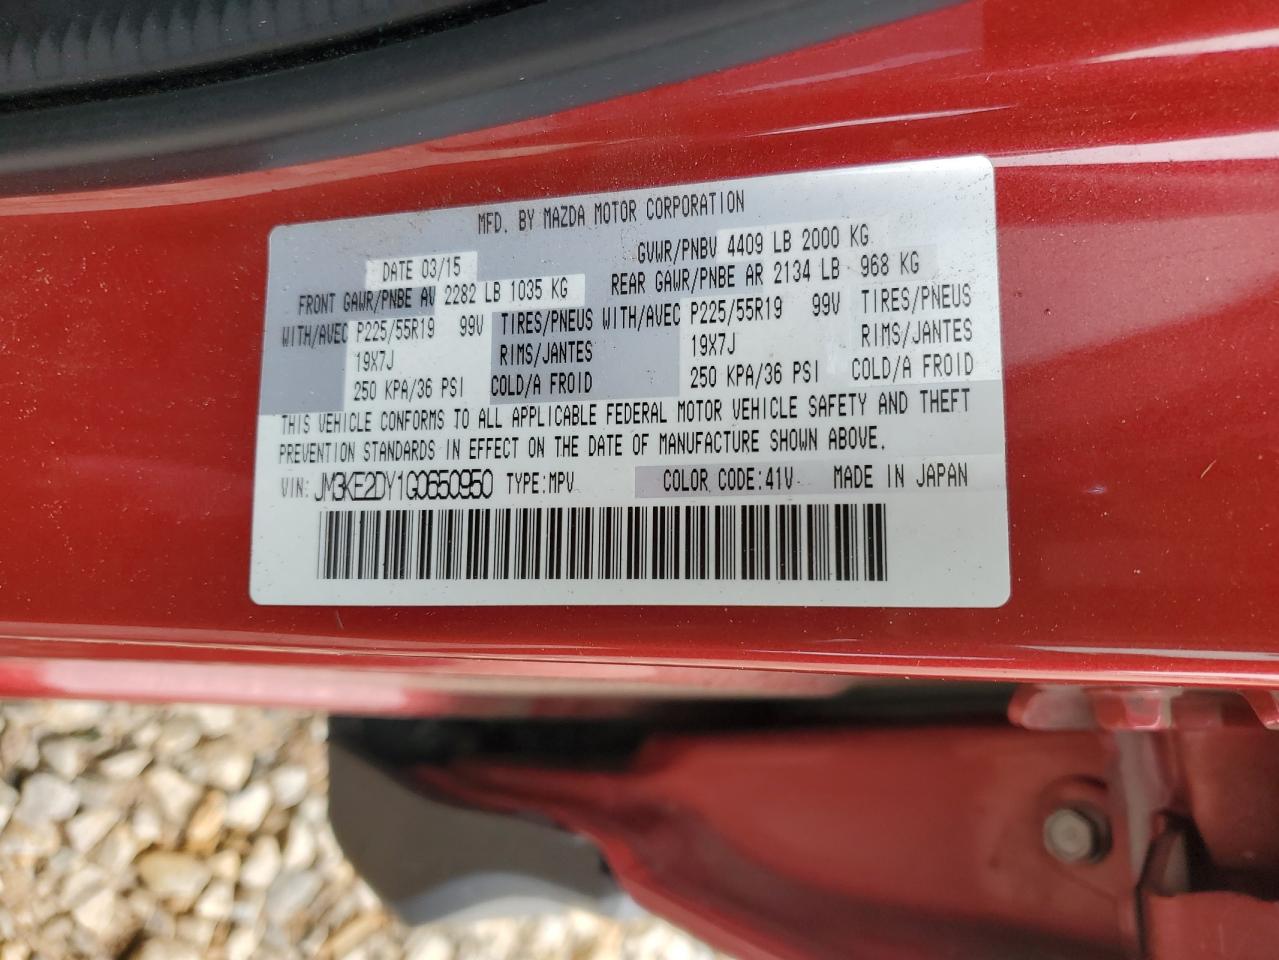 MFD. BY MAZDA MOTOR CORPORATION
DATE 03/15 GVWR/PNBV 4409 LB 2000 KG
FRONT GAWR/PNBE AV 2282 LB 1035 KG REAR GAWR/PNBE AR 2134 LB 968 KG
WITH/AVEC P225/55R19 99V TIRES/PNEUS WITH/AVEC P225/55R19 99V TIRES/PNEUS
19X7J RIMS/JANTES 19X7J RIMS/JANTES
250 KPA/36 PSI COLD/A FROID 250 KPA/36 PSI COLD/A FROID
THIS VEHICLE CONFORMS TO ALL APPLICABLE FEDERAL MOTOR VEHICLE SAFETY AND THEFT
PREVENTION STANDARDS IN EFFECT ON THE DATE OF MANUFACTURE SHOWN ABOVE.
VIN: JM3KE2DY1G0650950 TYPE:MPV COLOR CODE:41V MADE IN JAPAN